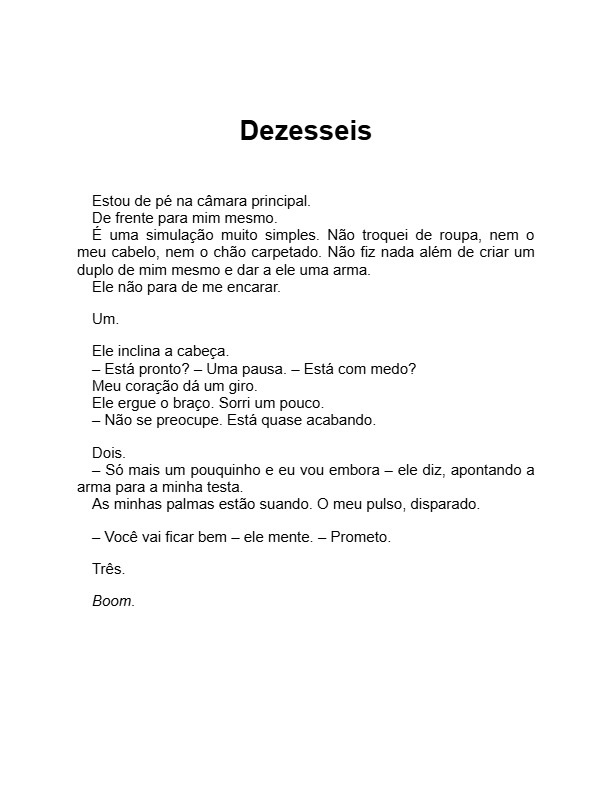 Dezesseis
Estou de pé na câmara principal.
De frente para mim mesmo.
É uma simulação muito simples. Não troquei de roupa, nem o
meu cabelo, nem o chão carpetado. Não fiz nada além de criar um
duplo de mim mesmo e dar a ele uma arma.
Ele não para de me encarar.
Um.
Ele inclina a cabeça.
– Está pronto? – Uma pausa. – Está com medo?
Meu coração dá um giro.
Ele ergue o braço. Sorri um pouco.
– Não se preocupe. Está quase acabando.
Dois.
– Só mais um pouquinho e eu vou embora – ele diz, apontando a
arma para a minha testa.
As minhas palmas estão suando. O meu pulso, disparado.
– Você vai ficar bem – ele mente. – Prometo.
Três.
Boom.